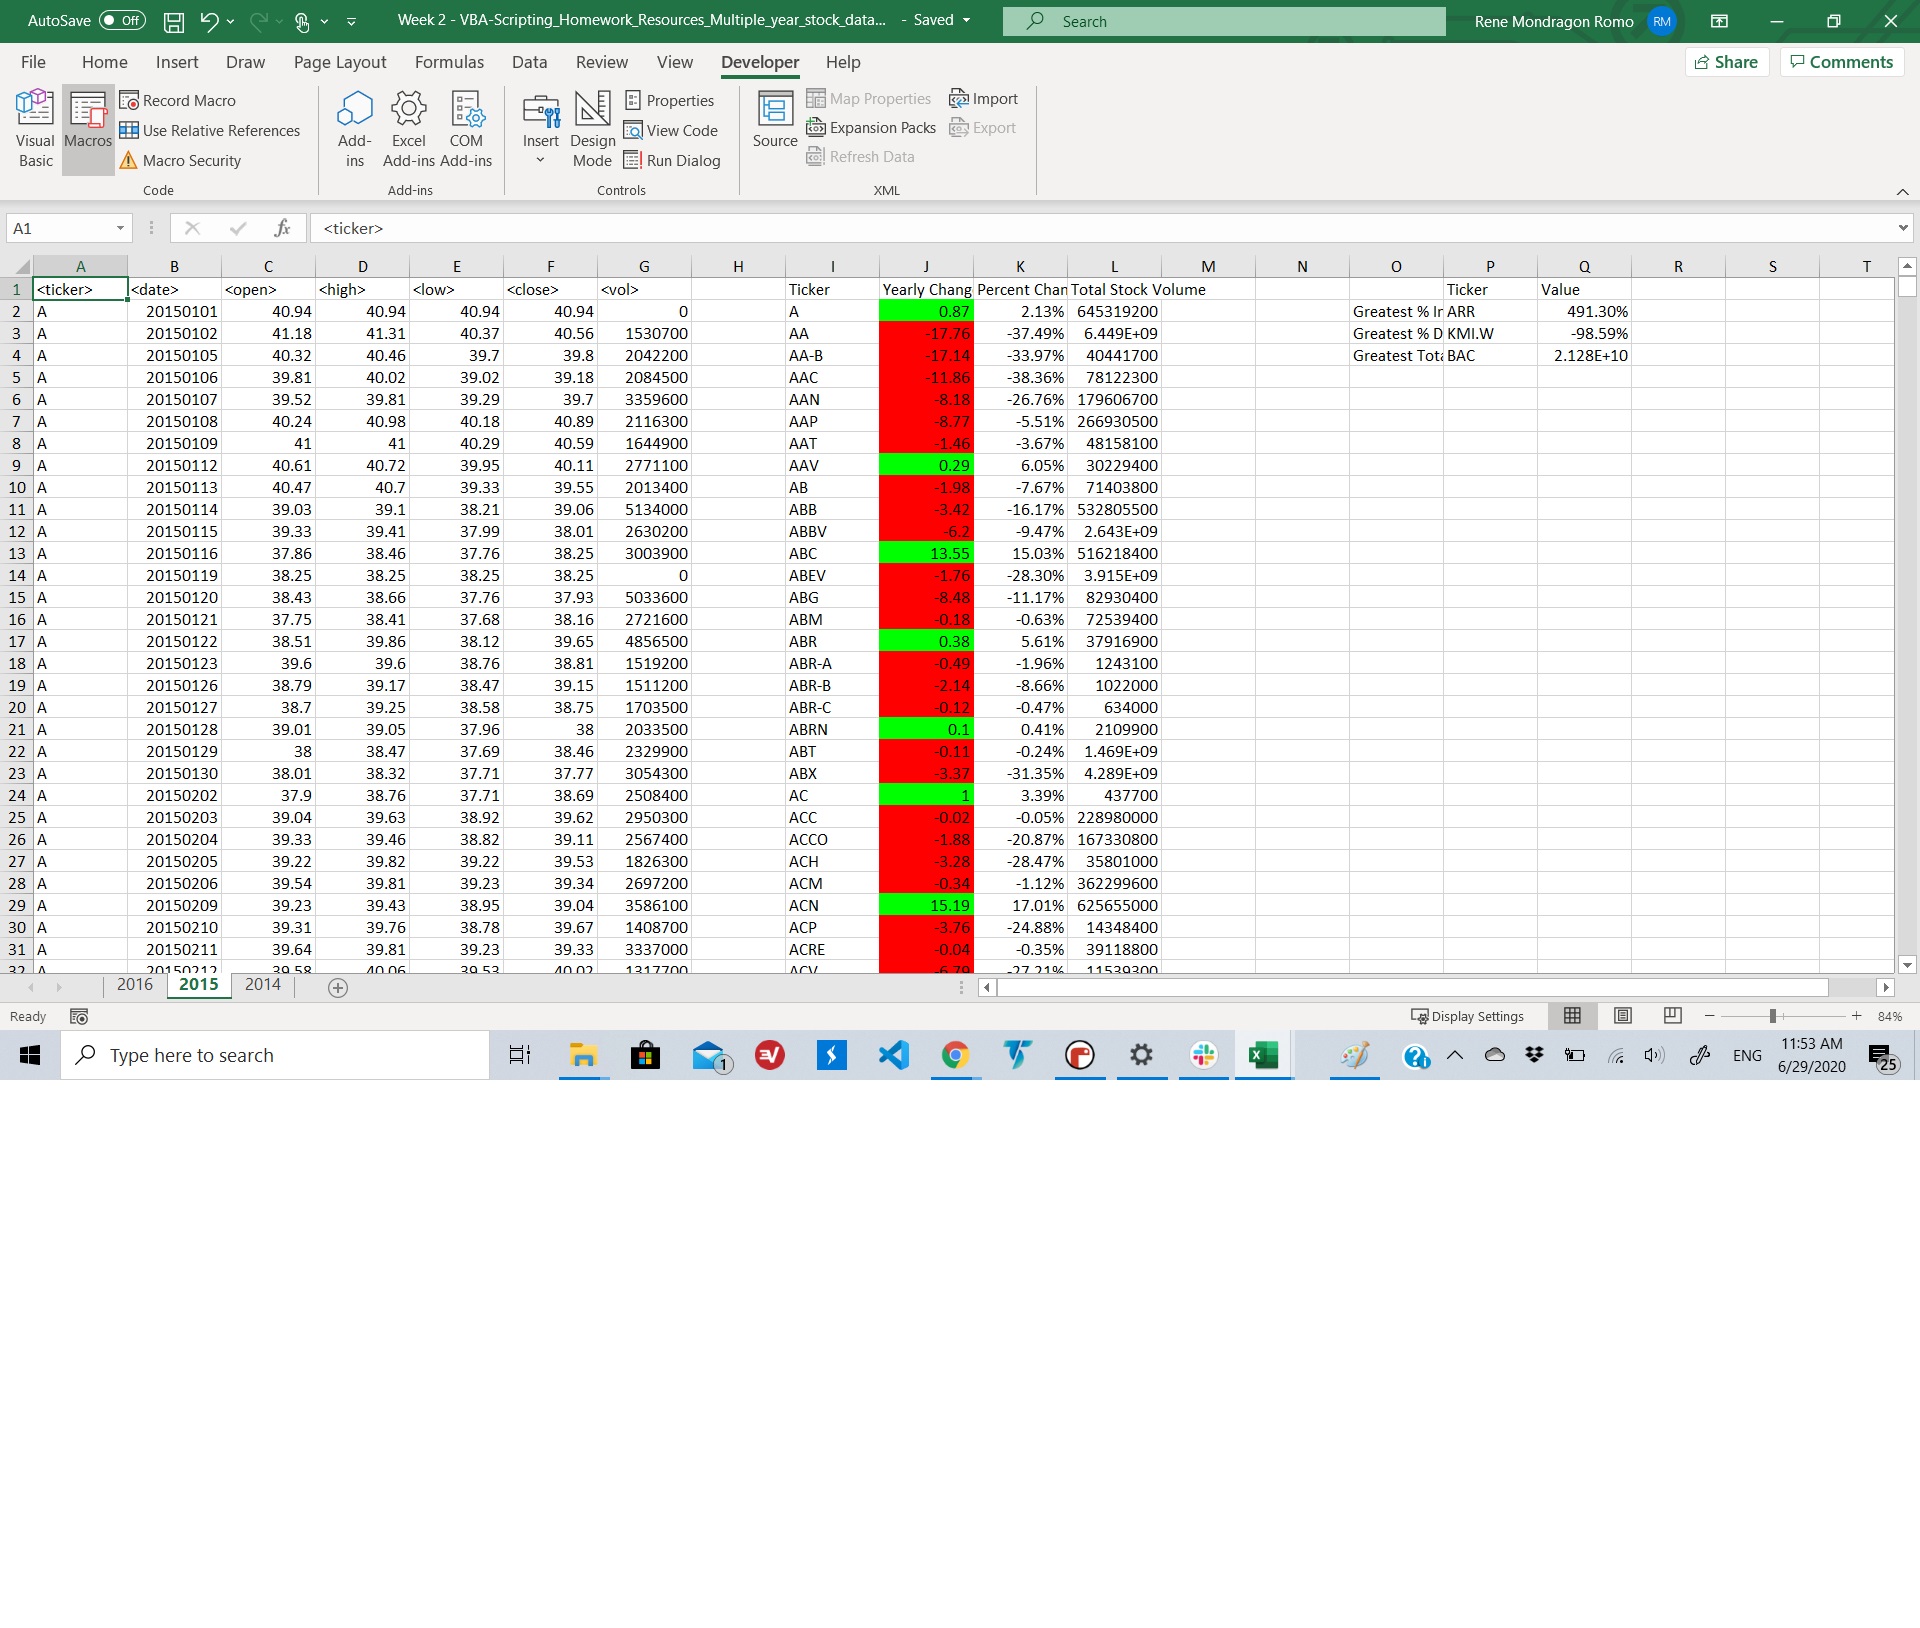 AutoSave Off Week 2 - VBA-Scripting_Homework_Resources_Multiple_year_stock_data... - Saved Search Rene Mondragon Romo RM
File Home Insert Draw Page Layout Formulas Data Review View Developer Help Share Comments
Visual Basic Macros Record Macro Use Relative References Macro Security Add-ins Excel Add-ins COM Add-ins Insert Design Mode Properties View Code Run Dialog Source Map Properties Expansion Packs Refresh Data Import Export
Code Add-ins Controls XML
A1 fx <ticker>
A B C D E F G H I J K L M N O P Q R S T
1 <ticker> <date> <open> <high> <low> <close> <vol> Ticker Yearly Chang Percent Chan Total Stock Volume Ticker Value
2 A 20150101 40.94 40.94 40.94 40.94 0 A 0.87 2.13% 645319200 Greatest % In ARR 491.30%
3 A 20150102 41.18 41.31 40.37 40.56 1530700 AA -17.76 -37.49% 6.449E+09 Greatest % D KMI.W -98.59%
4 A 20150105 40.32 40.46 39.7 39.8 2042200 AA-B -17.14 -33.97% 40441700 Greatest Tota BAC 2.128E+10
5 A 20150106 39.81 40.02 39.02 39.18 2084500 AAC -11.86 -38.36% 78122300
6 A 20150107 39.52 39.81 39.29 39.7 3359600 AAN -8.18 -26.76% 179606700
7 A 20150108 40.24 40.98 40.18 40.89 2116300 AAP -8.77 -5.51% 266930500
8 A 20150109 41 41 40.29 40.59 1644900 AAT -1.46 -3.67% 48158100
9 A 20150112 40.61 40.72 39.95 40.11 2771100 AAV 0.29 6.05% 30229400
10 A 20150113 40.47 40.7 39.33 39.55 2013400 AB -1.98 -7.67% 71403800
11 A 20150114 39.03 39.1 38.21 39.06 5134000 ABB -3.42 -16.17% 532805500
12 A 20150115 39.33 39.41 37.99 38.01 2630200 ABBV -6.2 -9.47% 2.643E+09
13 A 20150116 37.86 38.46 37.76 38.25 3003900 ABC 13.55 15.03% 516218400
14 A 20150119 38.25 38.25 38.25 38.25 0 ABEV -1.76 -28.30% 3.915E+09
15 A 20150120 38.43 38.66 37.76 37.93 5033600 ABG -8.48 -11.17% 82930400
16 A 20150121 37.75 38.41 37.68 38.16 2721600 ABM -0.18 -0.63% 72539400
17 A 20150122 38.51 39.86 38.12 39.65 4856500 ABR 0.38 5.61% 37916900
18 A 20150123 39.6 39.6 38.76 38.81 1519200 ABR-A -0.49 -1.96% 1243100
19 A 20150126 38.79 39.17 38.47 39.15 1511200 ABR-B -2.14 -8.66% 1022000
20 A 20150127 38.7 39.25 38.58 38.75 1703500 ABR-C -0.12 -0.47% 634000
21 A 20150128 39.01 39.05 37.96 38 2033500 ABRN 0.1 0.41% 2109900
22 A 20150129 38 38.47 37.69 38.46 2329900 ABT -0.11 -0.24% 1.469E+09
23 A 20150130 38.01 38.32 37.71 37.77 3054300 ABX -3.37 -31.35% 4.289E+09
24 A 20150202 37.9 38.76 37.71 38.69 2508400 AC 1 3.39% 437700
25 A 20150203 39.04 39.63 38.92 39.62 2950300 ACC -0.02 -0.05% 228980000
26 A 20150204 39.33 39.46 38.82 39.11 2567400 ACCO -1.88 -20.87% 167330800
27 A 20150205 39.22 39.82 39.22 39.53 1826300 ACH -3.28 -28.47% 35801000
28 A 20150206 39.54 39.81 39.23 39.34 2697200 ACM -0.34 -1.12% 362299600
29 A 20150209 39.23 39.43 38.95 39.04 3586100 ACN 15.19 17.01% 625655000
30 A 20150210 39.31 39.76 38.78 39.67 1408700 ACP -3.76 -24.88% 14348400
31 A 20150211 39.64 39.81 39.23 39.33 3337000 ACRE -0.04 -0.35% 39118800
32 A 20150212 39.58 40.06 39.53 40.02 1317700 ACV -6.79 -27.21% 11539300
2016 2015 2014
Ready Display Settings 84%
Type here to search 1 ENG 11:53 AM 25
6/29/2020